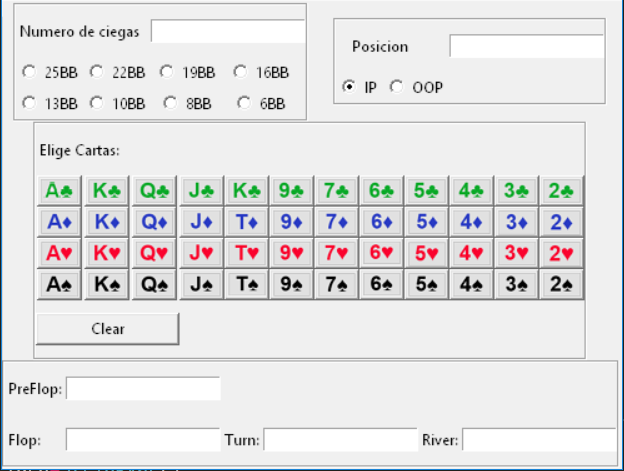 Numero de ciegas
25BB 22BB 19BB 16BB
13BB 10BB 8BB 6BB
Posicion
IP OOP
Elige Cartas:
A♣ K♣ Q♣ J♣ K♣ 9♣ 7♣ 6♣ 5♣ 4♣ 3♣ 2♣
A♦ K♦ Q♦ J♦ T♦ 9♦ 7♦ 6♦ 5♦ 4♦ 3♦ 2♦
A♥ K♥ Q♥ J♥ T♥ 9♥ 7♥ 6♥ 5♥ 4♥ 3♥ 2♥
A♠ K♠ Q♠ J♠ T♠ 9♠ 7♠ 6♠ 5♠ 4♠ 3♠ 2♠
Clear
PreFlop:
Flop: Turn: River: